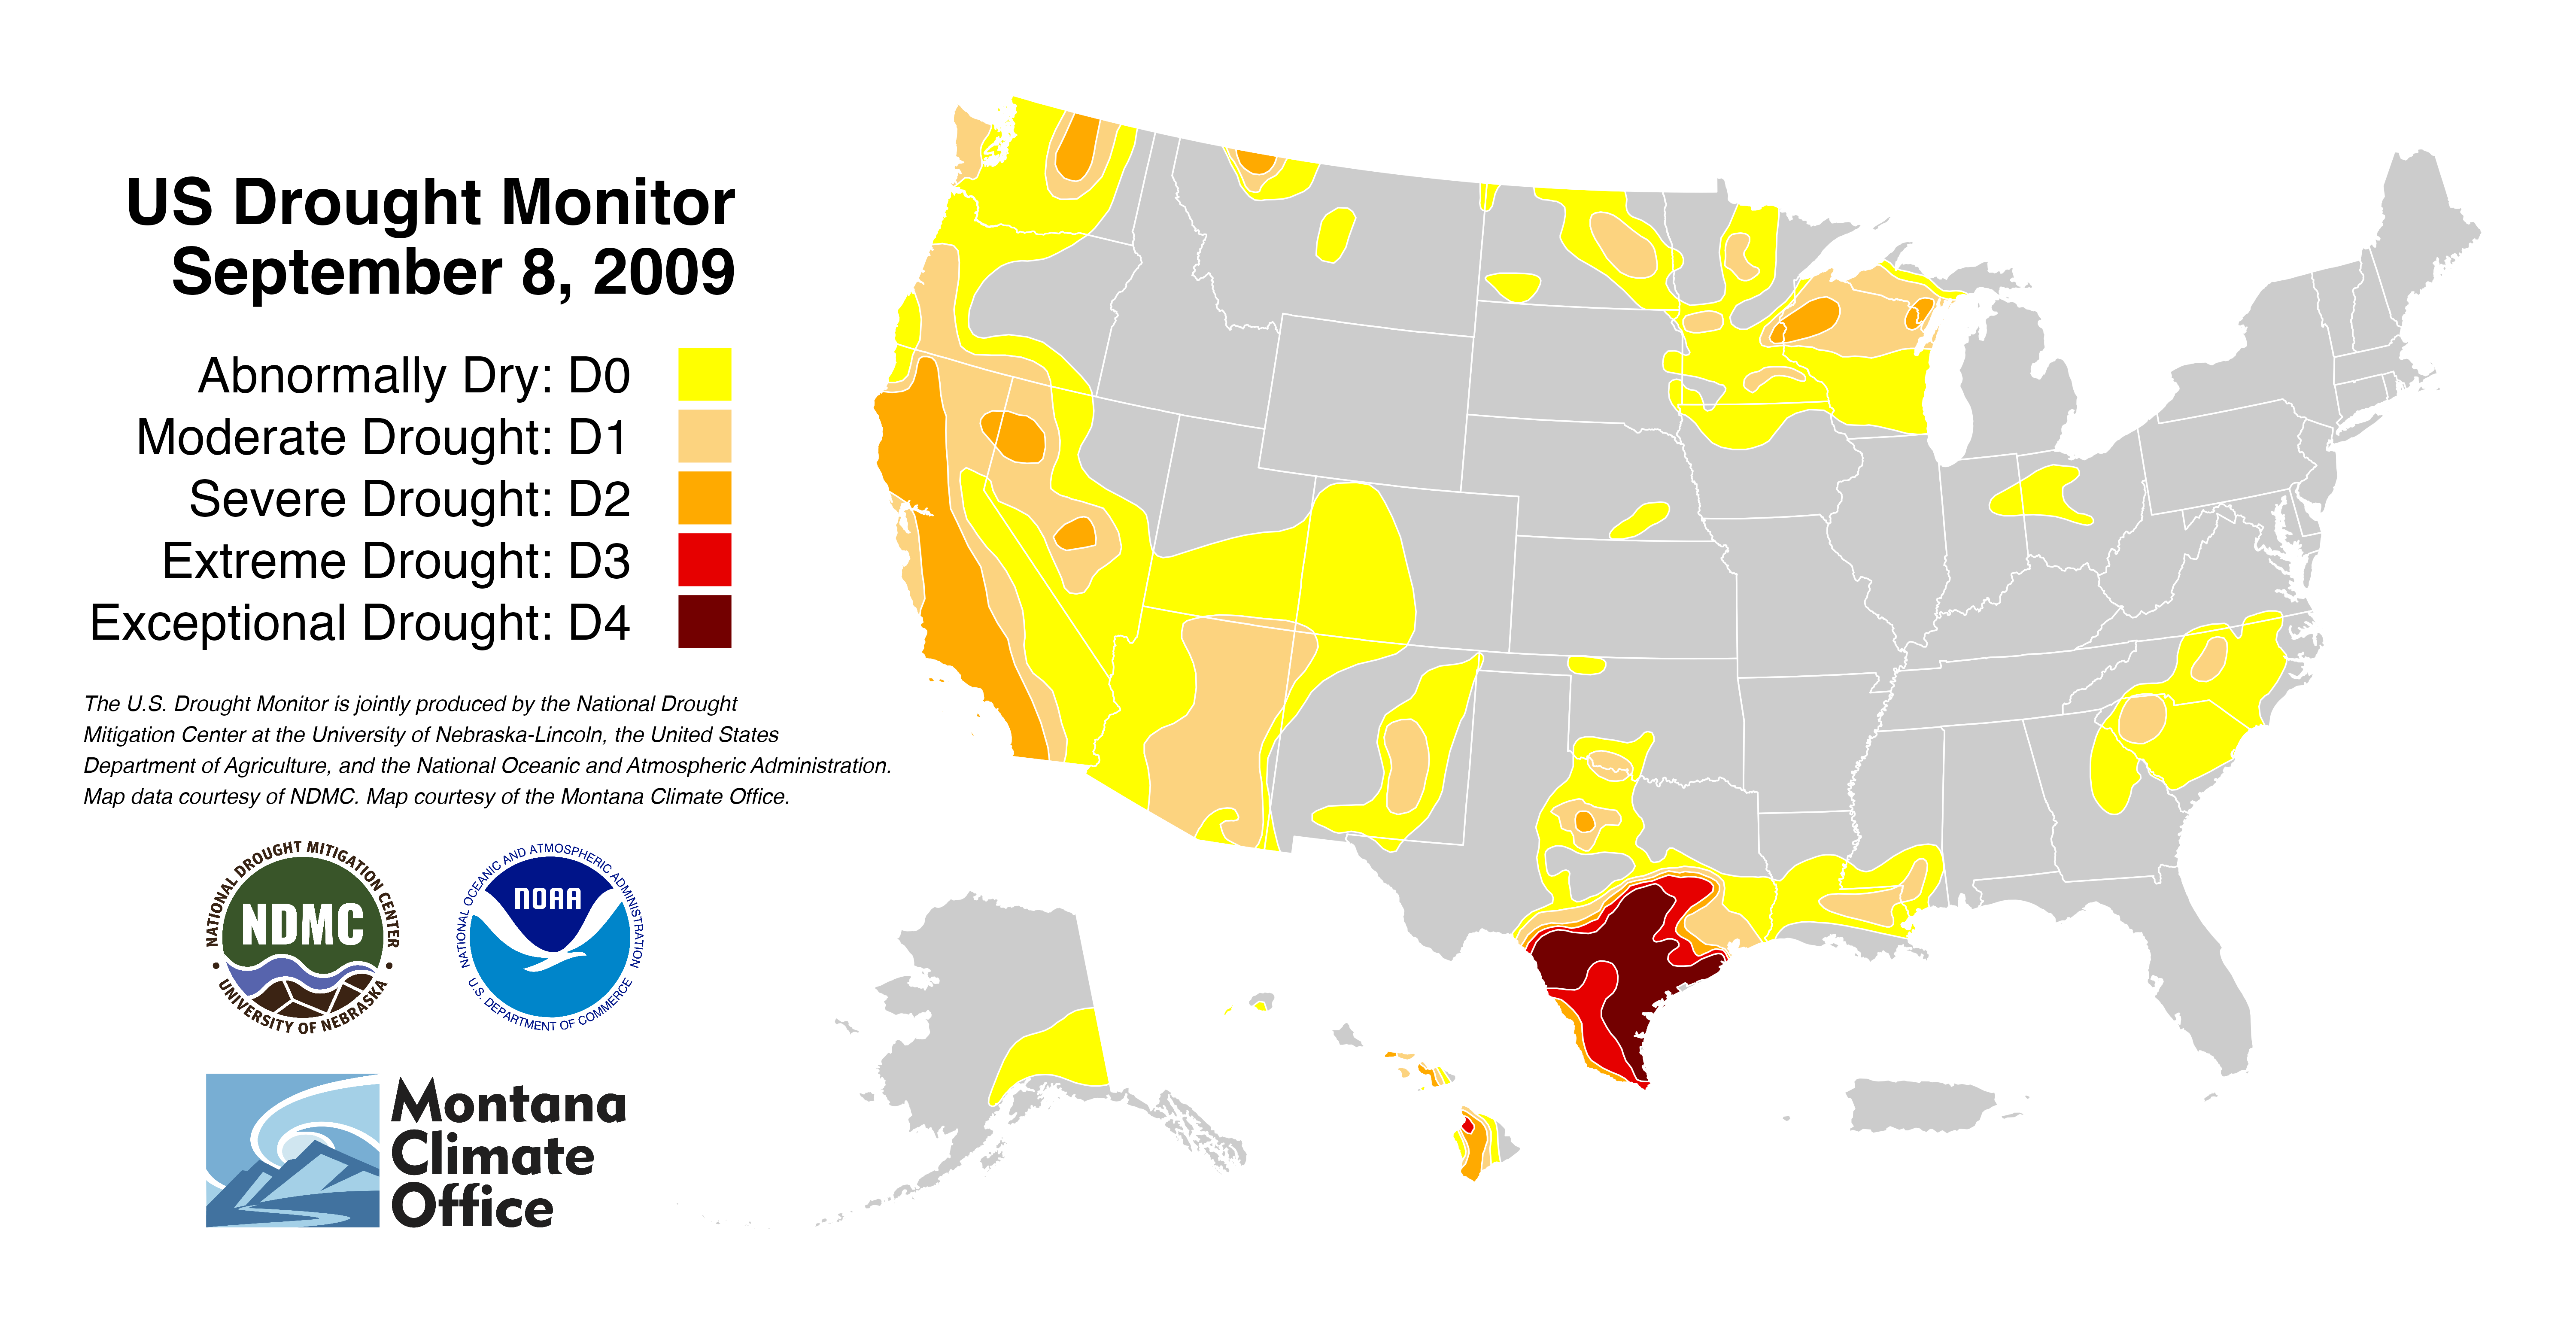 US Drought Monitor
September 8, 2009
Abnormally Dry: D0
Moderate Drought: D1
Severe Drought: D2
Extreme Drought: D3
Exceptional Drought: D4
The U.S. Drought Monitor is jointly produced by the National Drought
Mitigation Center at the University of Nebraska-Lincoln, the United States
Department of Agriculture, and the National Oceanic and Atmospheric Administration.
Map data courtesy of NDMC. Map courtesy of the Montana Climate Office.
NATIONAL DROUGHT MITIGATION CENTER
NDMC
• UNIVERSITY OF NEBRASKA •
NATIONAL OCEANIC AND ATMOSPHERIC ADMINISTRATION
NOAA
U.S. DEPARTMENT OF COMMERCE
Montana
Climate
Office